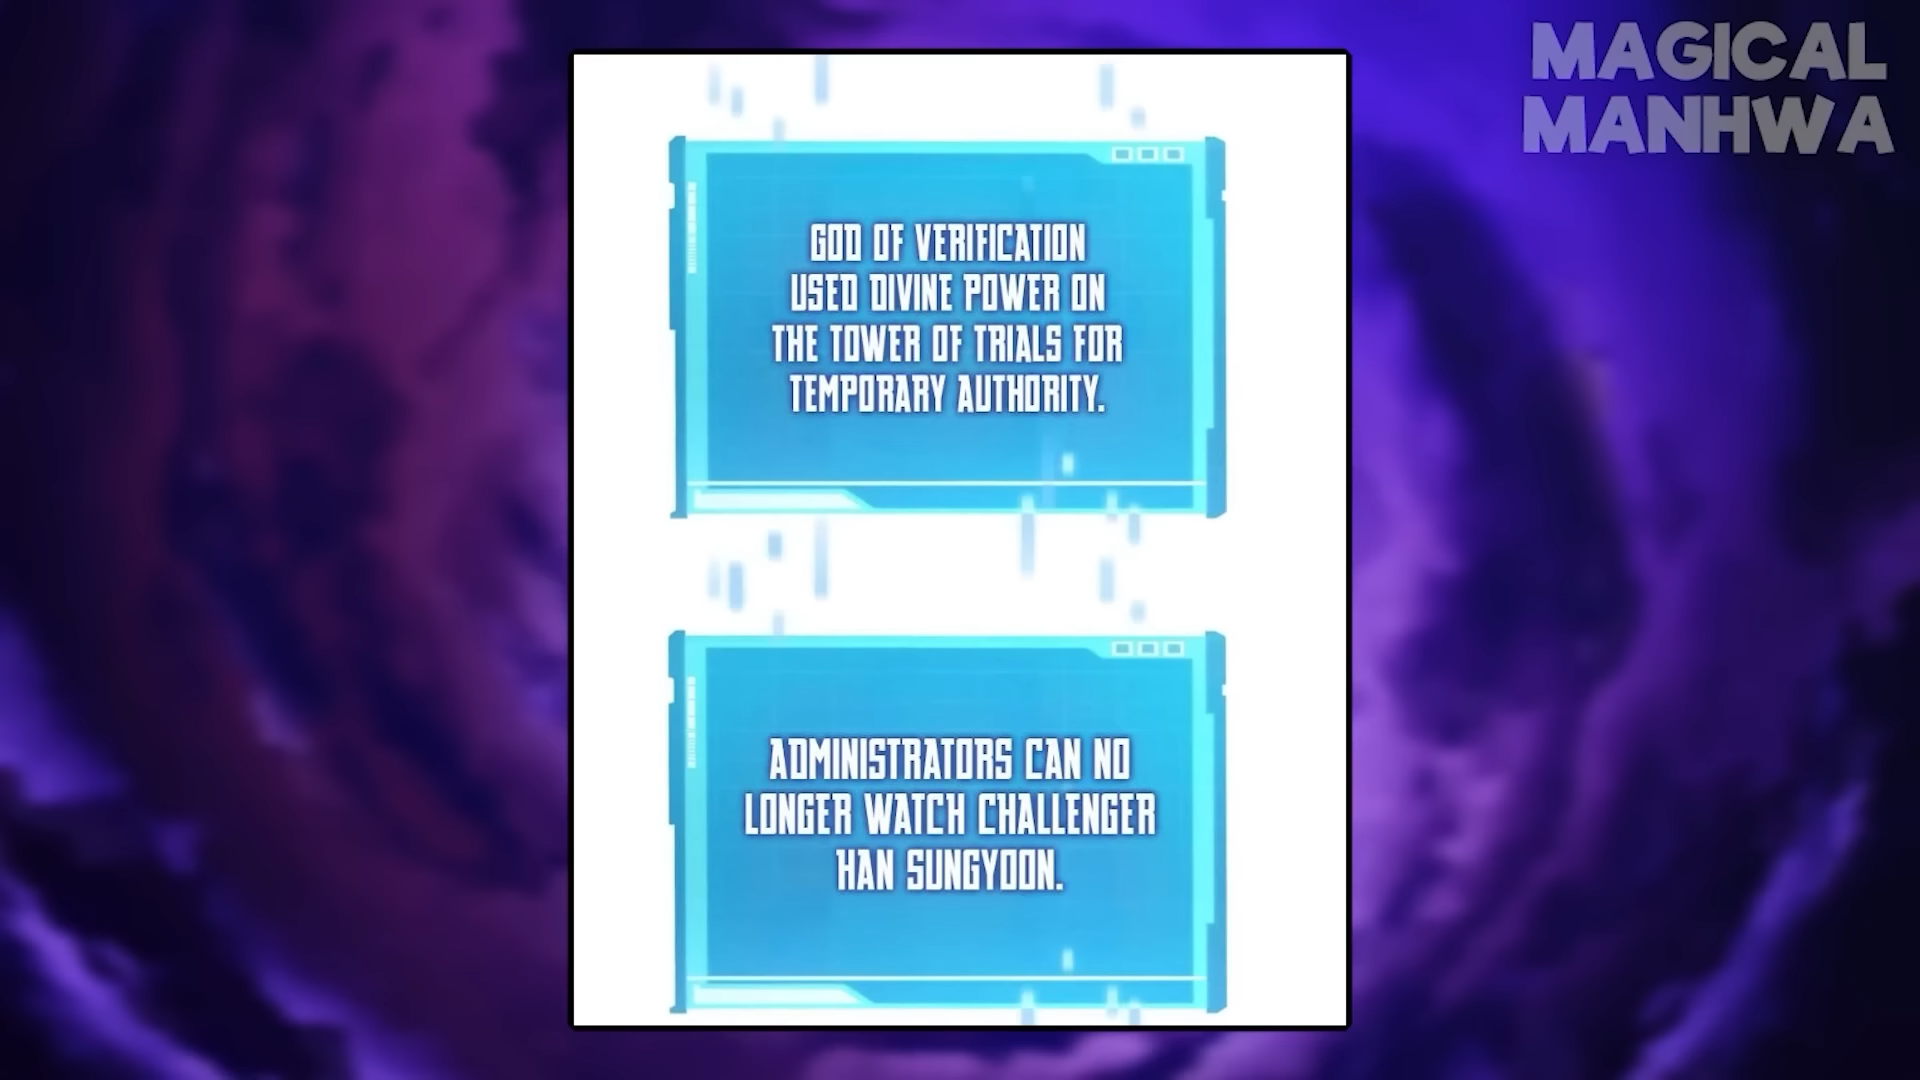 MAGICAL
MANHWA
GOD OF VERIFICATION
USED DIVINE POWER ON
THE TOWER OF TRIALS FOR
TEMPORARY AUTHORITY.
ADMINISTRATORS CAN NO
LONGER WATCH CHALLENGER
HAN SUNGYOON.